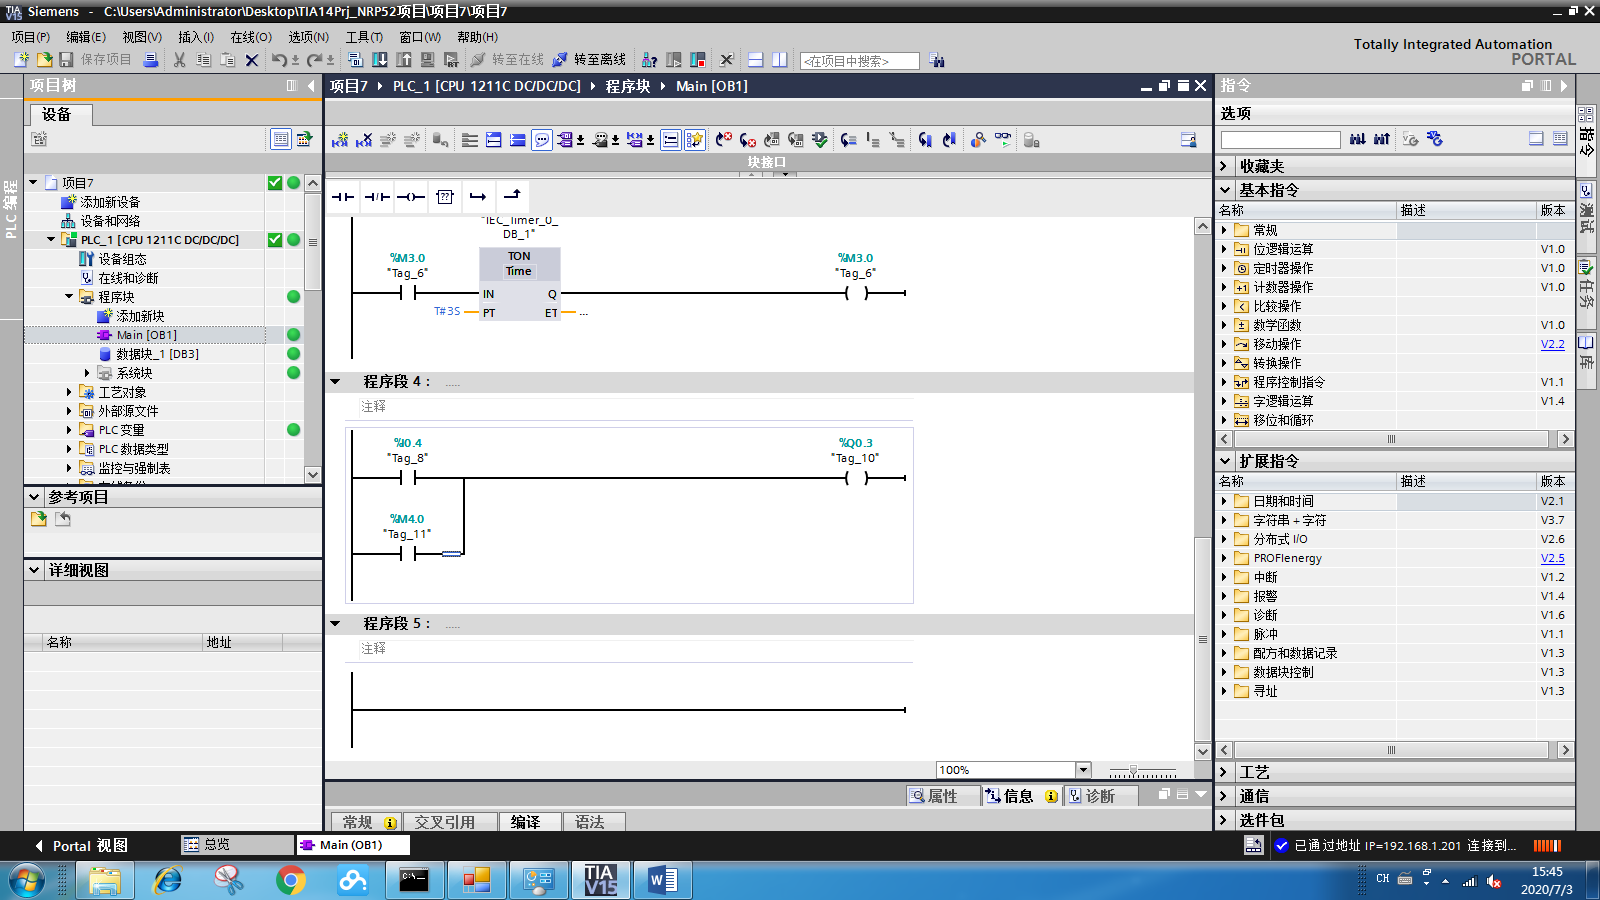 Siemens - C:\Users\Administrator\Desktop\TIA14Prj_NRP52项目\项目7\项目7
项目(P) 编辑(E) 视图(V) 插入(I) 在线(O) 选项(N) 工具(T) 窗口(W) 帮助(H)
Totally Integrated Automation
PORTAL
保存项目 转至在线 转至离线 <在项目中搜索>
项目树
设备
PLC 编程
项目7
添加新设备
设备和网络
PLC_1 [CPU 1211C DC/DC/DC]
设备组态
在线和诊断
程序块
添加新块
Main [OB1]
数据块_1 [DB3]
系统块
工艺对象
外部源文件
PLC 变量
PLC 数据类型
监控与强制表
参考项目
详细视图
名称 地址
项目7 PLC_1 [CPU 1211C DC/DC/DC] 程序块 Main [OB1]
块接口
"IEC_Timer_0_
DB_1"
TON
Time
%M3.0
"Tag_6"
IN Q
T#3S PT ET ...
%M3.0
"Tag_6"
程序段 4： .....
注释
%I0.4
"Tag_8"
%Q0.3
"Tag_10"
%M4.0
"Tag_11"
程序段 5： .....
注释
100%
属性 信息 诊断
常规 交叉引用 编译 语法
指令
选项
收藏夹
基本指令
名称 描述 版本
常规
位逻辑运算 V1.0
定时器操作 V1.0
计数器操作 V1.0
比较操作
数学函数 V1.0
移动操作 V2.2
转换操作
程序控制指令 V1.1
字逻辑运算 V1.4
移位和循环
扩展指令
名称 描述 版本
日期和时间 V2.1
字符串 + 字符 V3.7
分布式 I/O V2.6
PROFIenergy V2.5
中断 V1.2
报警 V1.4
诊断 V1.6
脉冲 V1.1
配方和数据记录 V1.3
数据块控制 V1.3
寻址 V1.3
工艺
通信
选件包
指令
测试
任务
库
Portal 视图 总览 Main (OB1) 已通过地址 IP=192.168.1.201 连接到...
CH
15:45
2020/7/3